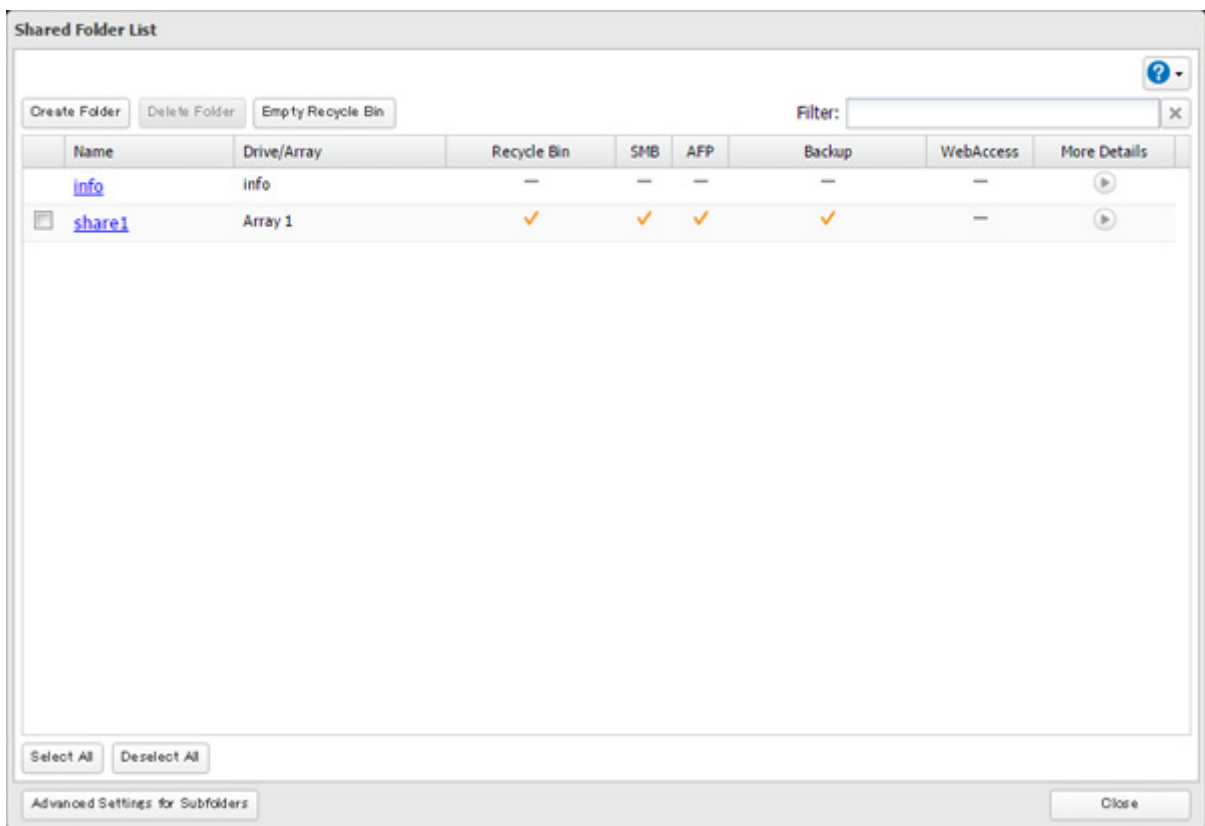 Shared Folder List
?
Create Folder Delete Folder Empty Recycle Bin Filter:
Name Drive/Array Recycle Bin SMB AFP Backup WebAccess More Details
info info — — — — —
share1 Array 1 ✓ ✓ ✓ ✓ —
Select All Deselect All
Advanced Settings for Subfolders Close